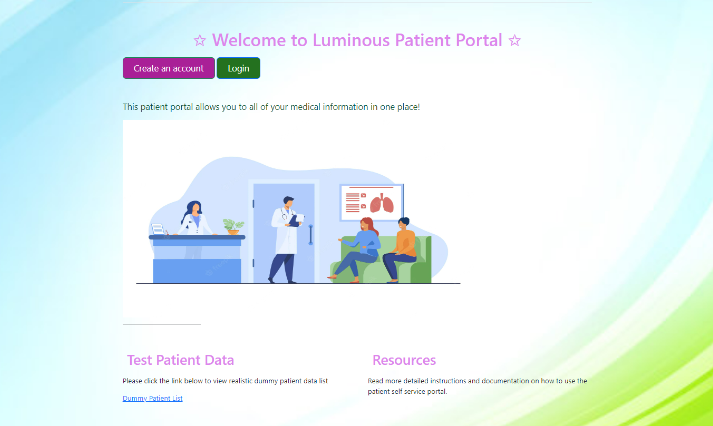 ☆ Welcome to Luminous Patient Portal ☆
Create an account Login
This patient portal allows you to all of your medical information in one place!
Test Patient Data
Please click the link below to view realistic dummy patient data list
Dummy Patient List
Resources
Read more detailed instructions and documentation on how to use the
patient self service portal.